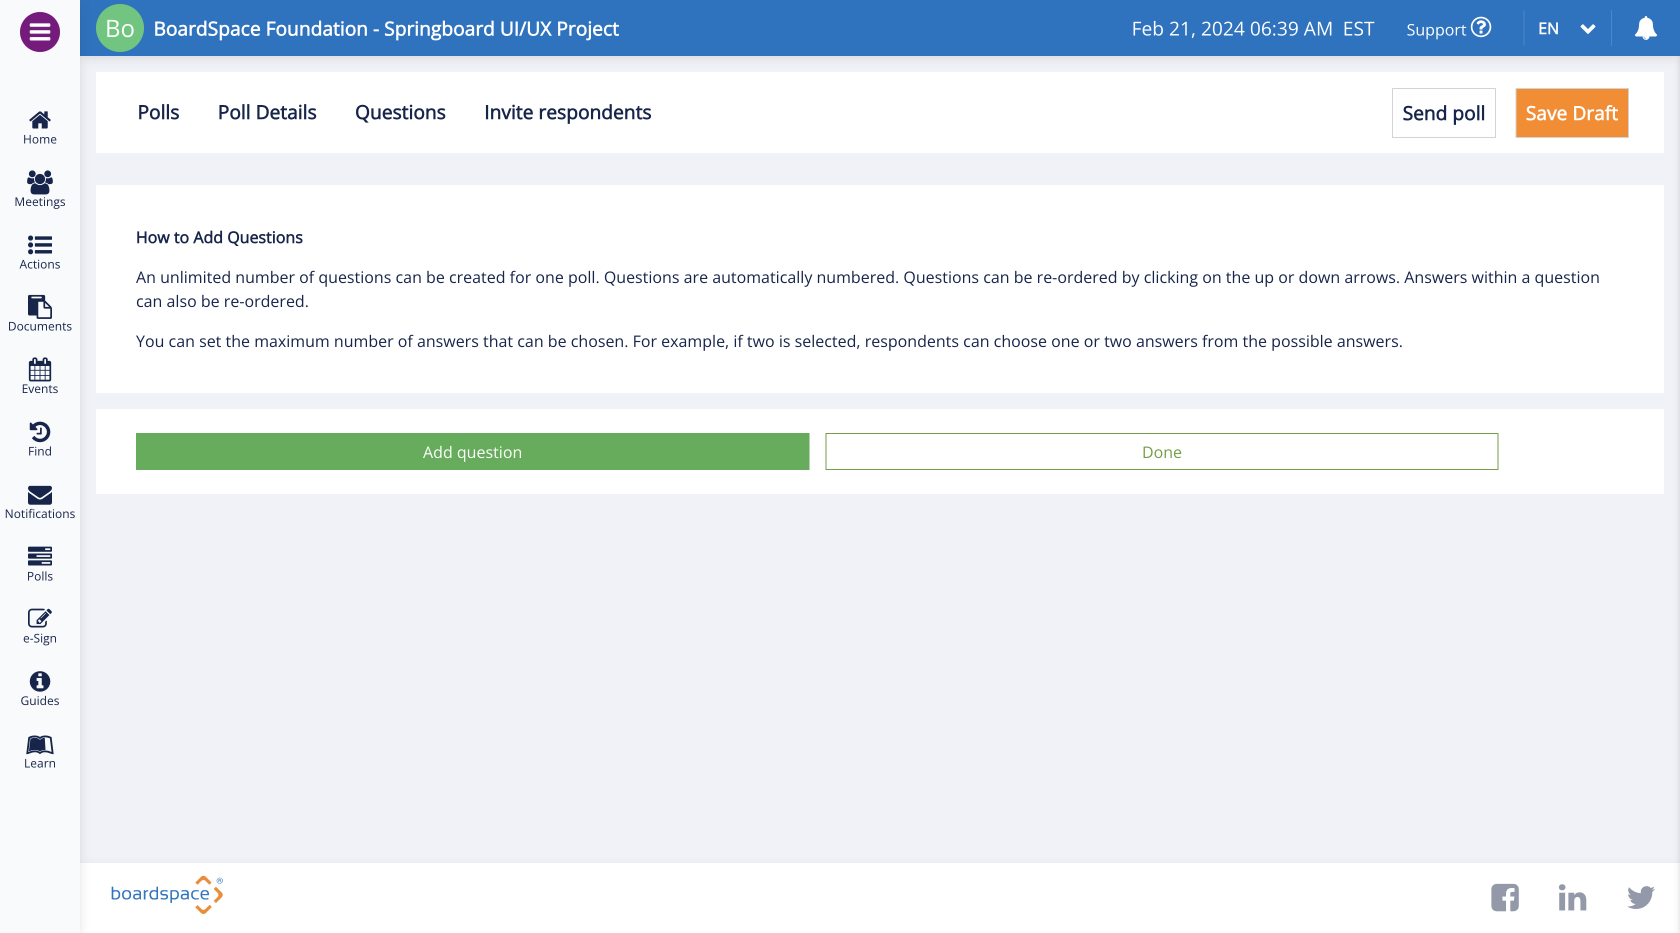 Bo BoardSpace Foundation - Springboard UI/UX Project Feb 21, 2024 06:39 AM EST Support EN
Home
Meetings
Actions
Documents
Events
Find
Notifications
Polls
e-Sign
Guides
Learn
Polls Poll Details Questions Invite respondents Send poll Save Draft
How to Add Questions
An unlimited number of questions can be created for one poll. Questions are automatically numbered. Questions can be re-ordered by clicking on the up or down arrows. Answers within a question
can also be re-ordered.
You can set the maximum number of answers that can be chosen. For example, if two is selected, respondents can choose one or two answers from the possible answers.
Add question Done
boardspace®